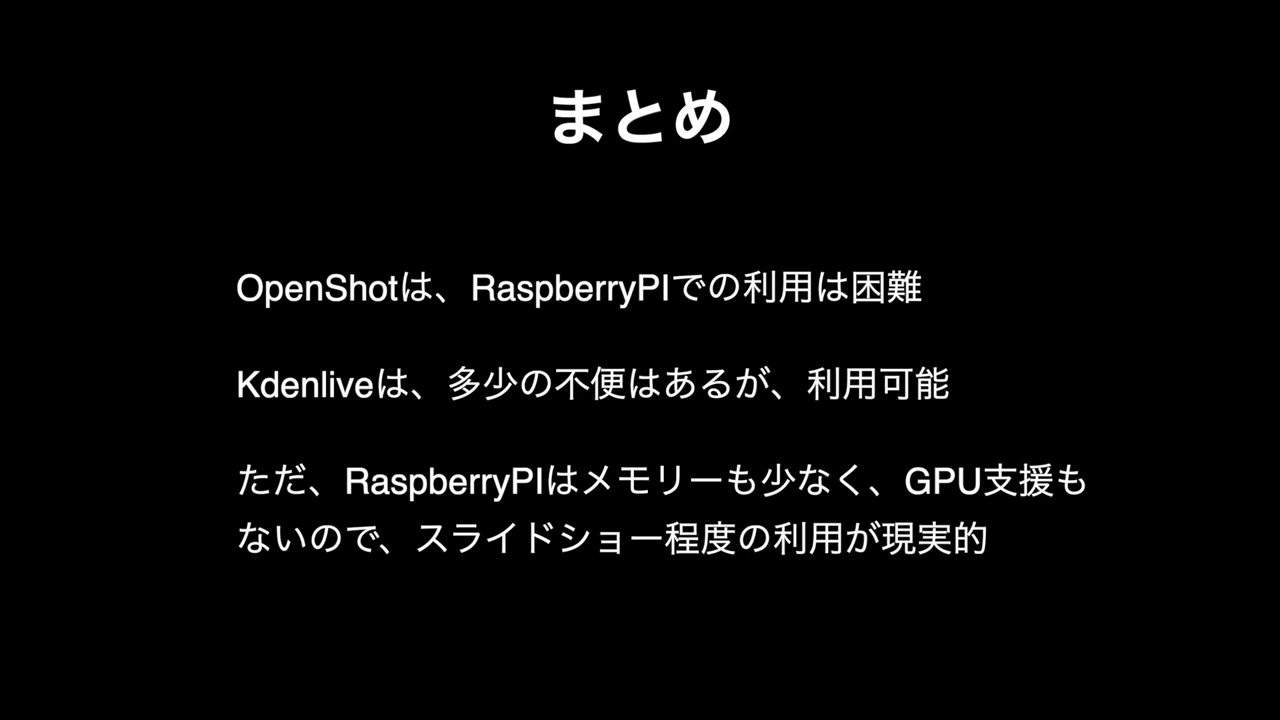 まとめ
OpenShotは、RaspberryPIでの利用は困難
Kdenliveは、多少の不便はあるが、利用可能
ただ、RaspberryPIはメモリーも少なく、GPU支援も
ないので、スライドショー程度の利用が現実的